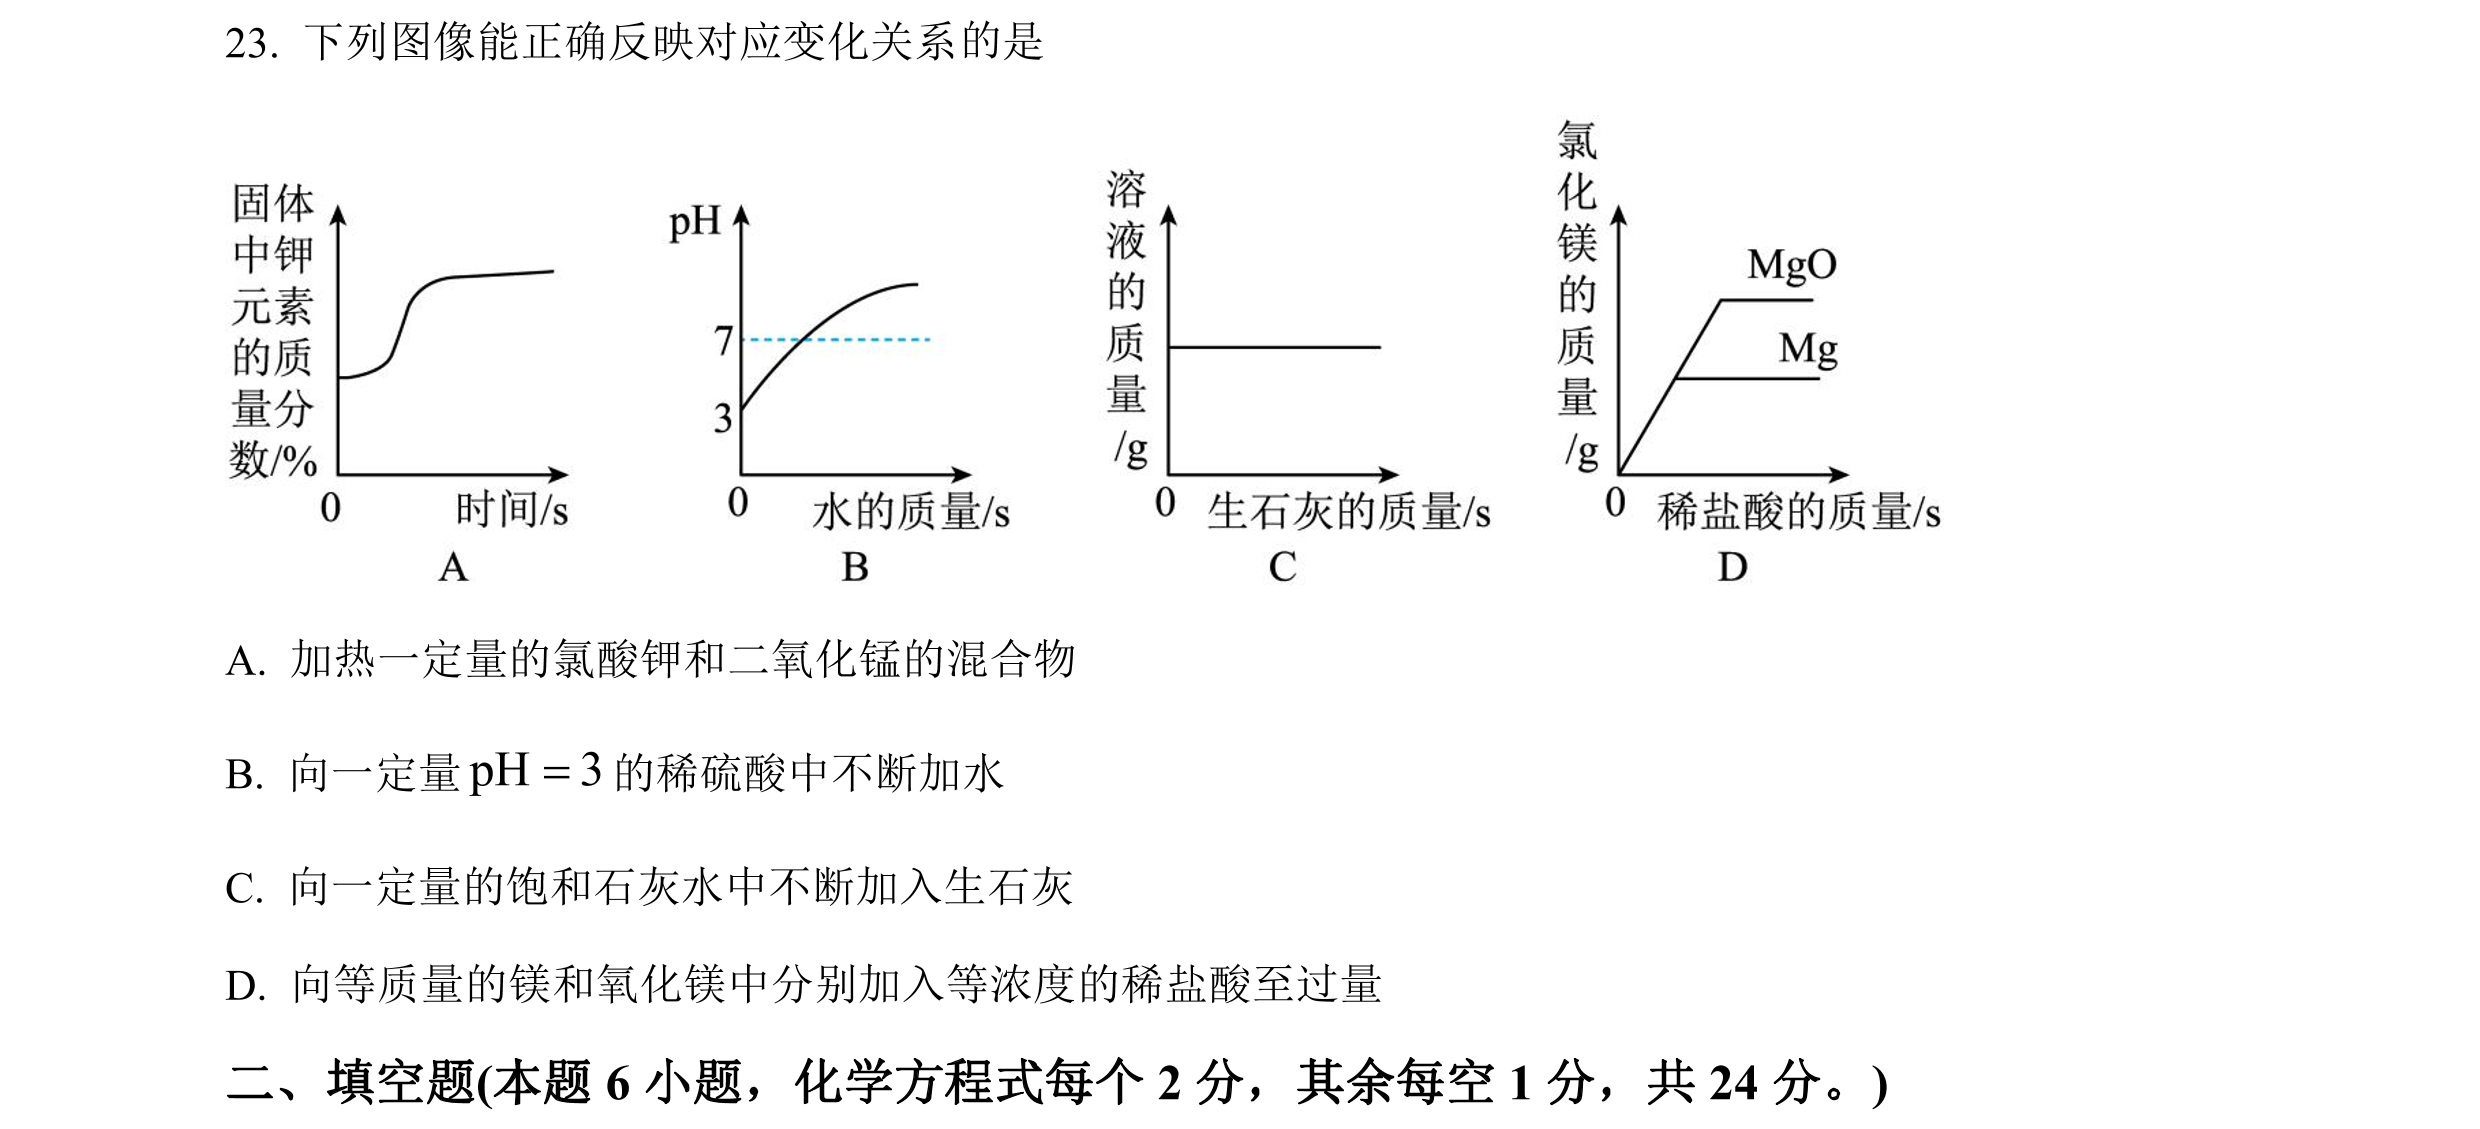 23. 下列图像能正确反映对应变化关系的是
固体中钾元素的质量分数/%
0
时间/s
A
pH
7
3
0
水的质量/s
B
溶液的质量/g
0
生石灰的质量/s
C
氯化镁的质量/g
MgO
Mg
0
稀盐酸的质量/s
D
A. 加热一定量的氯酸钾和二氧化锰的混合物
B. 向一定量pH = 3的稀硫酸中不断加水
C. 向一定量的饱和石灰水中不断加入生石灰
D. 向等质量的镁和氧化镁中分别加入等浓度的稀盐酸至过量
二、填空题(本题 6 小题，化学方程式每个 2 分，其余每空 1 分，共 24 分。)